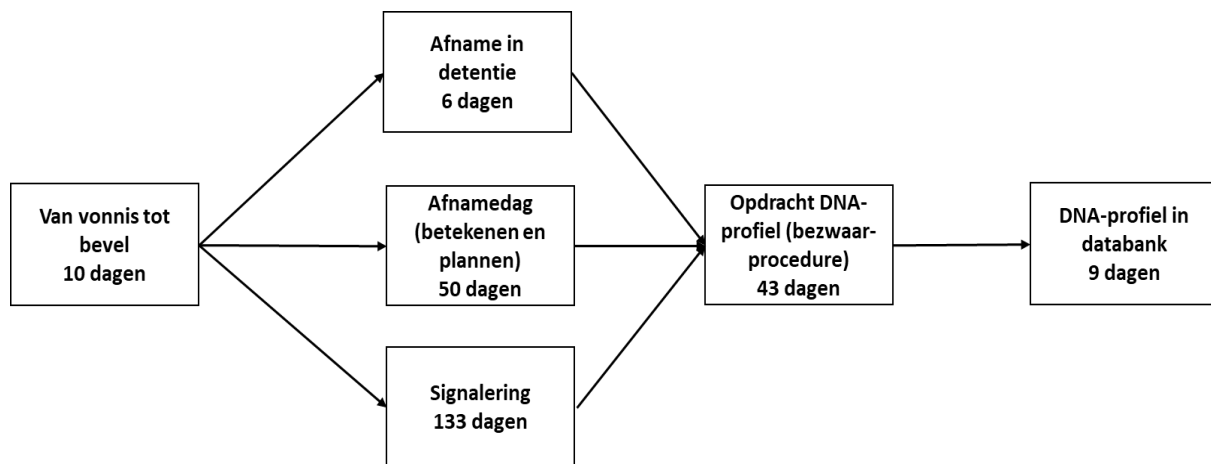 Afname in
detentie
6 dagen
Van vonnis tot
bevel
10 dagen
Afnamedag
(betekenen en
plannen)
50 dagen
Opdracht DNA-
profiel (bezwaar-
procedure)
43 dagen
DNA-profiel in
databank
9 dagen
Signalering
133 dagen